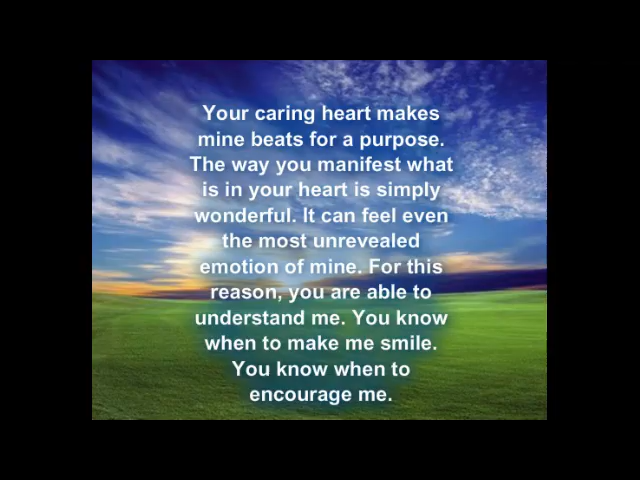 Your caring heart makes
mine beats for a purpose.
The way you manifest what
is in your heart is simply
wonderful. It can feel even
the most unrevealed
emotion of mine. For this
reason, you are able to
understand me. You know
when to make me smile.
You know when to
encourage me.